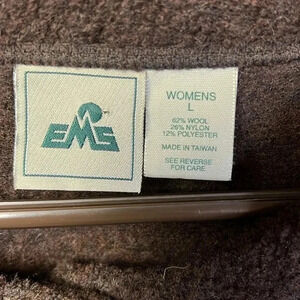 EMS
WOMENS
L
62% WOOL
26% NYLON
12% POLYESTER
MADE IN TAIWAN
SEE REVERSE
FOR CARE